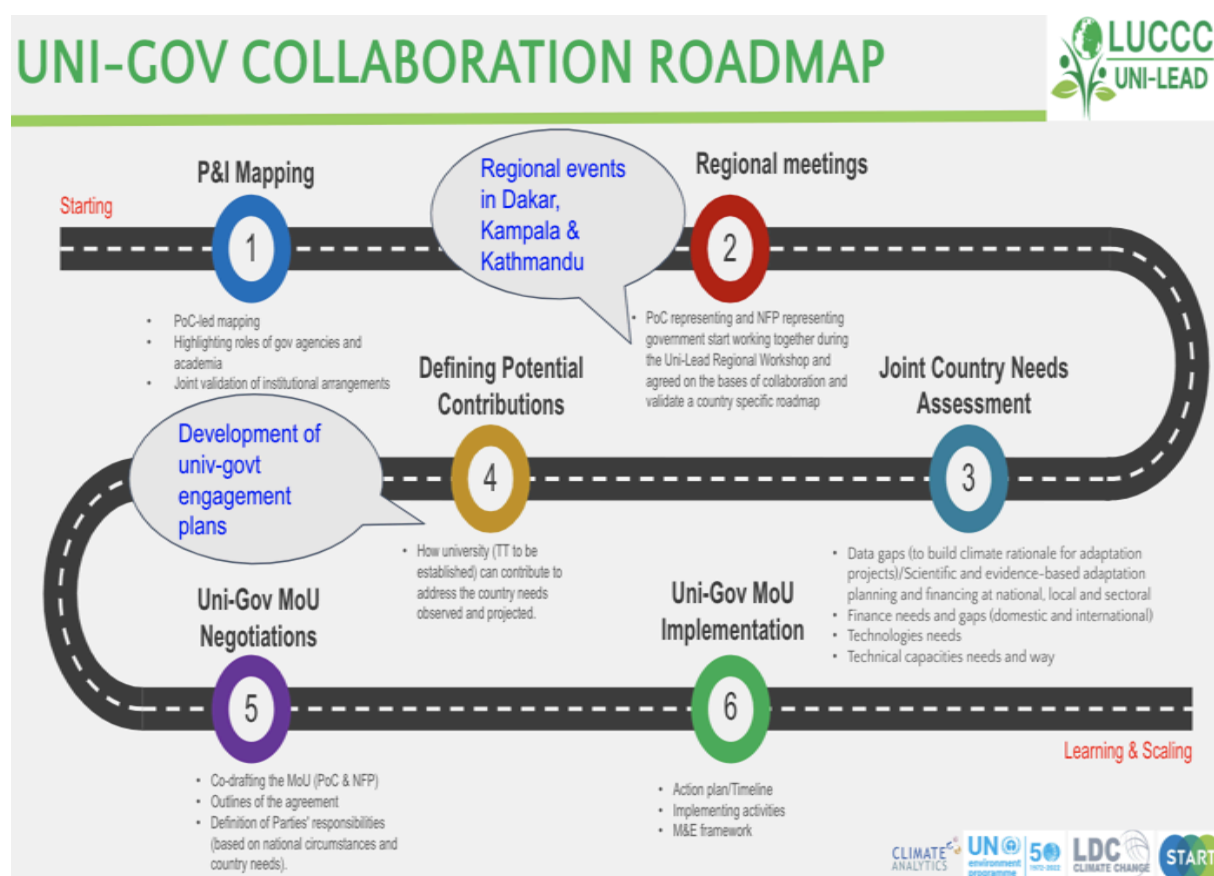 UNI-GOV COLLABORATION ROADMAP
LUCCC
UNI-LEAD
P&I Mapping
Starting
1
• PoC-led mapping
• Highlighting roles of gov agencies and
academia
• Joint validation of institutional arrangements
Regional events
in Dakar,
Kampala &
Kathmandu
Regional meetings
2
• PoC representing and NFP representing
government start working together during
the Uni-Lead Regional Workshop and
agreed on the bases of collaboration and
validate a country specific roadmap
Joint Country Needs
Assessment
3
• Data gaps (to build climate rationale for adaptation
projects)/Scientific and evidence-based adaptation
planning and financing at national, local and sectoral
• Finance needs and gaps (domestic and international)
• Technologies needs
• Technical capacities needs and way
Defining Potential
Contributions
4
• How university (TT to be
established) can contribute to
address the country needs
observed and projected.
Development of
univ-govt
engagement
plans
Uni-Gov MoU
Negotiations
5
• Co-drafting the MoU (PoC & NFP)
• Outlines of the agreement
• Definition of Parties' responsibilities
(based on national circumstances and
country needs).
Uni-Gov MoU
Implementation
6
• Action plan/Timeline
• Implementing activities
• M&E framework
Learning & Scaling
CLIMATE
ANALYTICS
UN
environment
programme
50
1972-2022
LDC
CLIMATE CHANGE
START